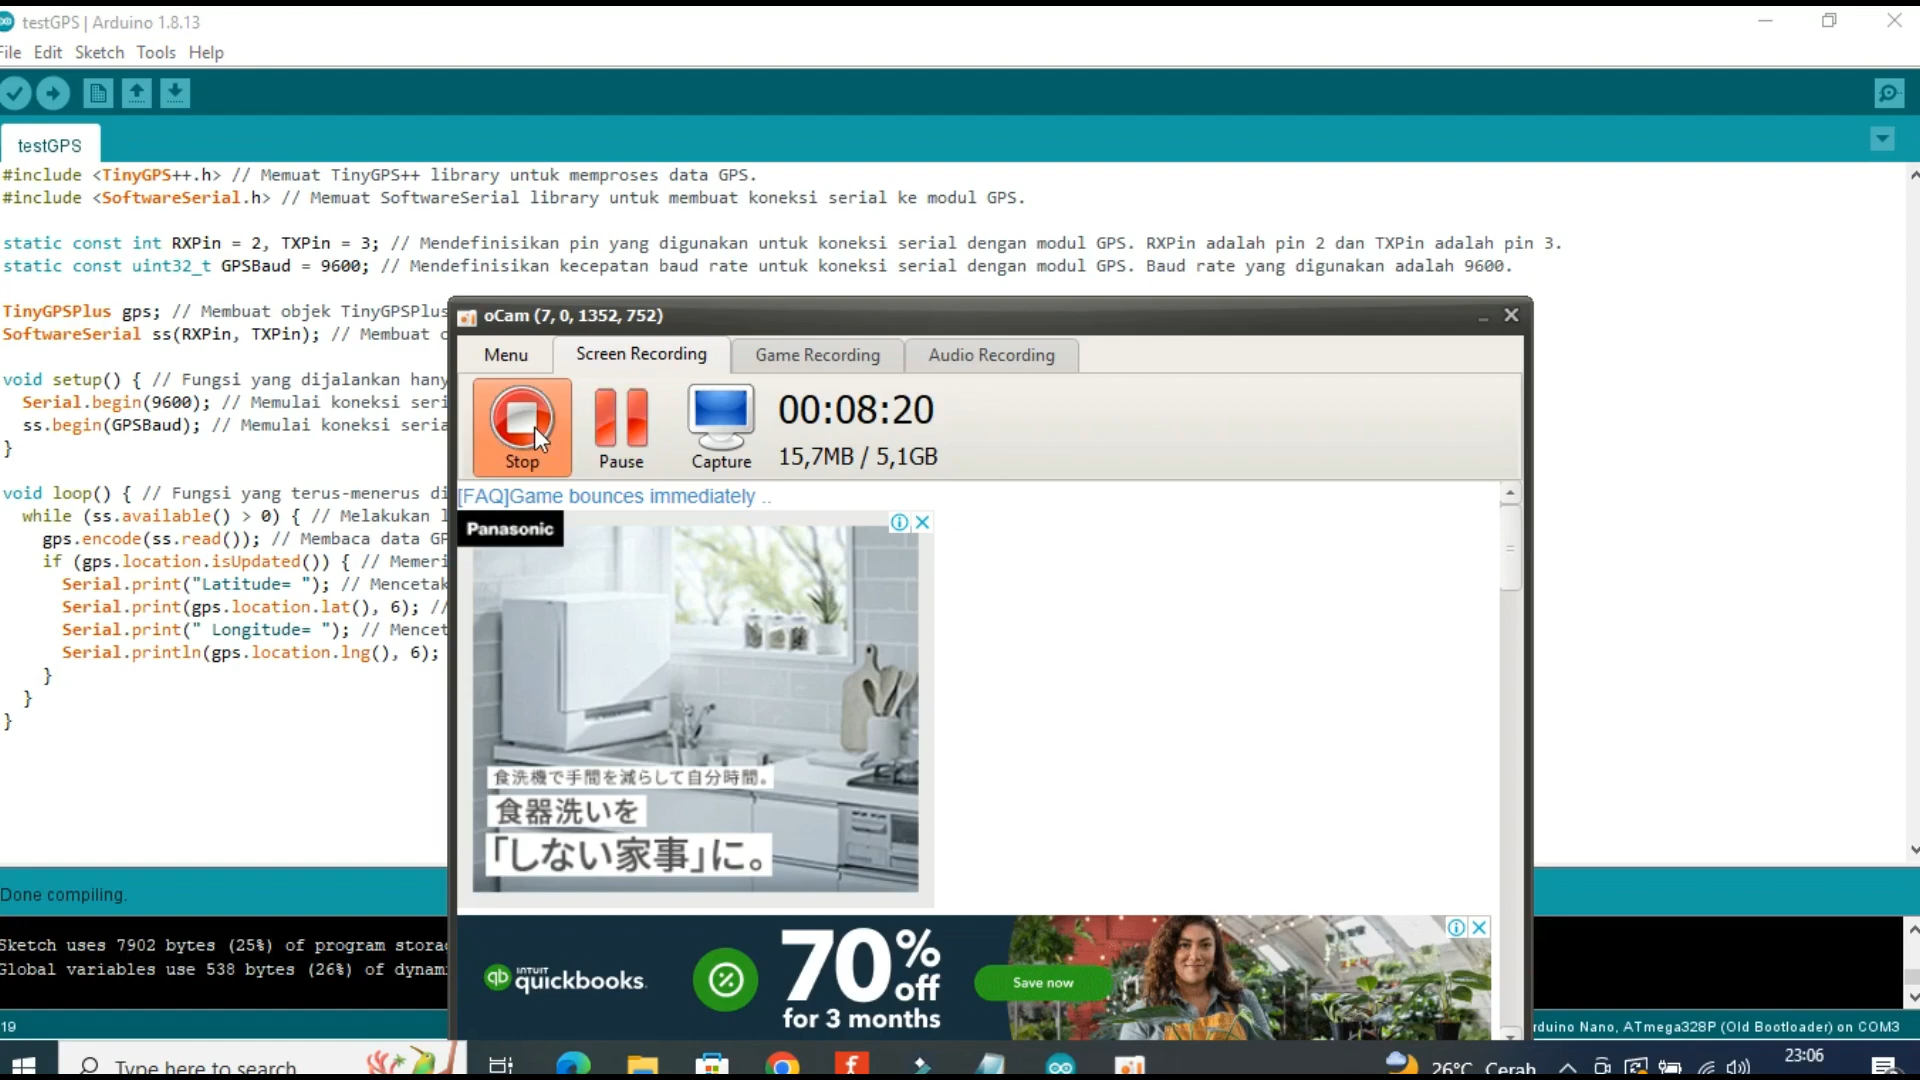 testGPS | Arduino 1.8.13
File Edit Sketch Tools Help
testGPS
#include <TinyGPS++.h> // Memuat TinyGPS++ library untuk memproses data GPS.
#include <SoftwareSerial.h> // Memuat SoftwareSerial library untuk membuat koneksi serial ke modul GPS.
static const int RXPin = 2, TXPin = 3; // Mendefinisikan pin yang digunakan untuk koneksi serial dengan modul GPS. RXPin adalah pin 2 dan TXPin adalah pin 3.
static const uint32_t GPSBaud = 9600; // Mendefinisikan kecepatan baud rate untuk koneksi serial dengan modul GPS. Baud rate yang digunakan adalah 9600.
TinyGPSPlus gps; // Membuat objek TinyGPSPlus
SoftwareSerial ss(RXPin, TXPin); // Membuat
void setup() { // Fungsi yang dijalankan hany
Serial.begin(9600); // Memulai koneksi seri
ss.begin(GPSBaud); // Memulai koneksi seria
}
void loop() { // Fungsi yang terus-menerus di
while (ss.available() > 0) { // Melakukan l
gps.encode(ss.read()); // Membaca data GP
if (gps.location.isUpdated()) { // Memeri
Serial.print("Latitude= "); // Mencetak
Serial.print(gps.location.lat(), 6); //
Serial.print(" Longitude= "); // Mencet
Serial.println(gps.location.lng(), 6);
}
}
}
oCam (7, 0, 1352, 752)
Menu Screen Recording Game Recording Audio Recording
Stop Pause Capture
00:08:20
15,7MB / 5,1GB
[FAQ]Game bounces immediately ..
Panasonic
食洗機で手間を減らして自分時間。
食器洗いを
「しない家事」に。
INTUIT
quickbooks.
70% off
for 3 months
Save now
Done compiling.
Sketch uses 7902 bytes (25%) of program stora
Global variables use 538 bytes (26%) of dynam
19
rduino Nano, ATmega328P (Old Bootloader) on COM3
Type here to search
26°C Cerah
23:06